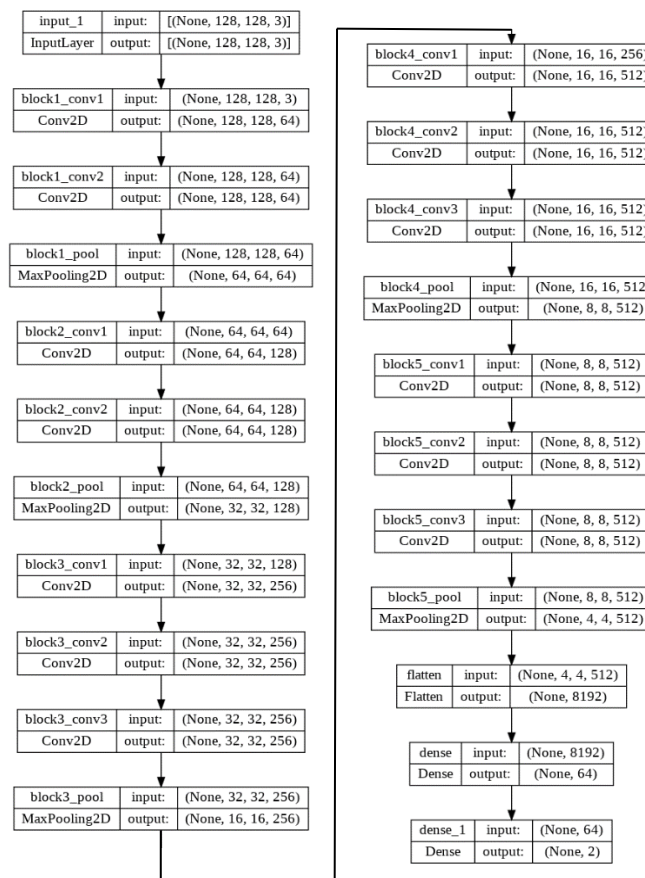 input_1 input: [(None, 128, 128, 3)]
InputLayer output: [(None, 128, 128, 3)]
block1_conv1 input: (None, 128, 128, 3)
Conv2D output: (None, 128, 128, 64)
block1_conv2 input: (None, 128, 128, 64)
Conv2D output: (None, 128, 128, 64)
block1_pool input: (None, 128, 128, 64)
MaxPooling2D output: (None, 64, 64, 64)
block2_conv1 input: (None, 64, 64, 64)
Conv2D output: (None, 64, 64, 128)
block2_conv2 input: (None, 64, 64, 128)
Conv2D output: (None, 64, 64, 128)
block2_pool input: (None, 64, 64, 128)
MaxPooling2D output: (None, 32, 32, 128)
block3_conv1 input: (None, 32, 32, 128)
Conv2D output: (None, 32, 32, 256)
block3_conv2 input: (None, 32, 32, 256)
Conv2D output: (None, 32, 32, 256)
block3_conv3 input: (None, 32, 32, 256)
Conv2D output: (None, 32, 32, 256)
block3_pool input: (None, 32, 32, 256)
MaxPooling2D output: (None, 16, 16, 256)
block4_conv1 input: (None, 16, 16, 256)
Conv2D output: (None, 16, 16, 512)
block4_conv2 input: (None, 16, 16, 512)
Conv2D output: (None, 16, 16, 512)
block4_conv3 input: (None, 16, 16, 512)
Conv2D output: (None, 16, 16, 512)
block4_pool input: (None, 16, 16, 512
MaxPooling2D output: (None, 8, 8, 512)
block5_conv1 input: (None, 8, 8, 512)
Conv2D output: (None, 8, 8, 512)
block5_conv2 input: (None, 8, 8, 512)
Conv2D output: (None, 8, 8, 512)
block5_conv3 input: (None, 8, 8, 512)
Conv2D output: (None, 8, 8, 512)
block5_pool input: (None, 8, 8, 512)
MaxPooling2D output: (None, 4, 4, 512)
flatten input: (None, 4, 4, 512)
Flatten output: (None, 8192)
dense input: (None, 8192)
Dense output: (None, 64)
dense_1 input: (None, 64)
Dense output: (None, 2)